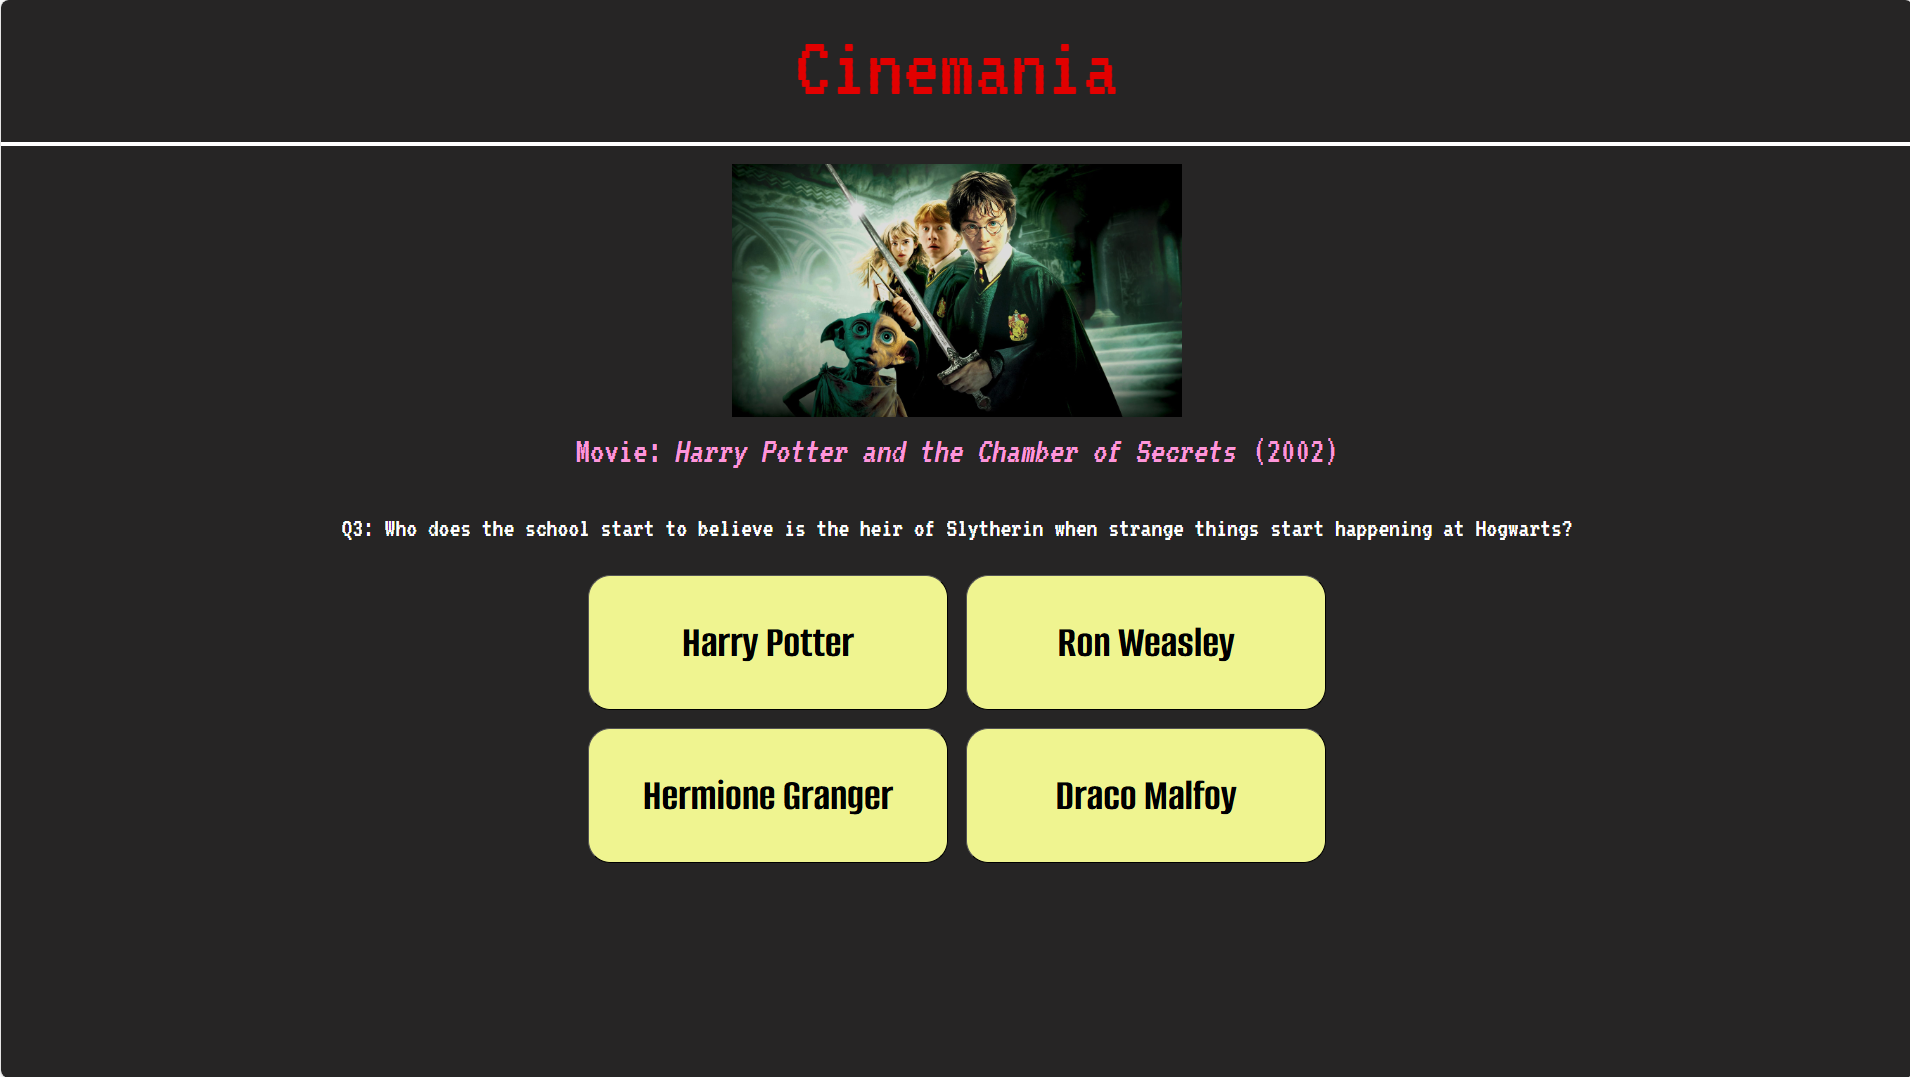 Cinemania
Movie: Harry Potter and the Chamber of Secrets (2002)
Q3: Who does the school start to believe is the heir of Slytherin when strange things start happening at Hogwarts?
Harry Potter
Ron Weasley
Hermione Granger
Draco Malfoy